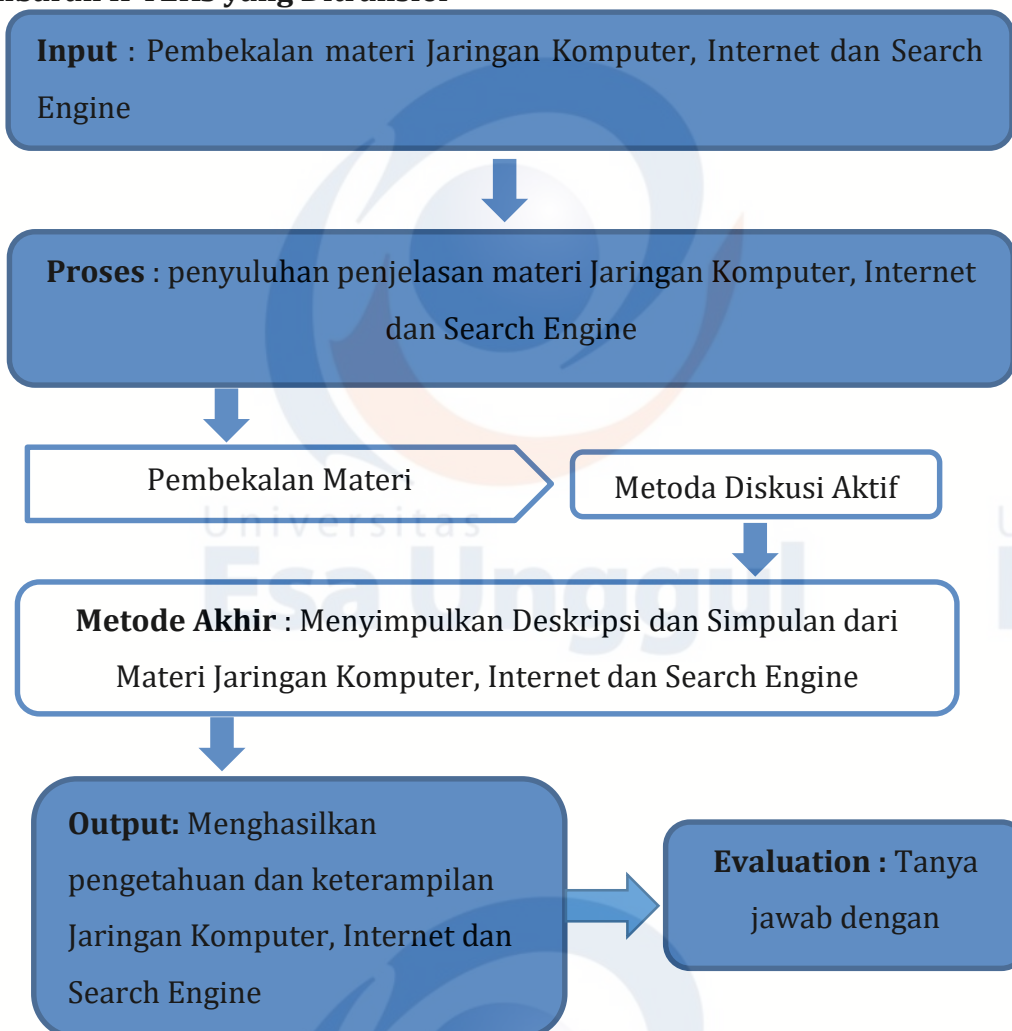 yang
Input : Pembekalan materi Jaringan Komputer, Internet dan Search
Engine
Proses : penyuluhan penjelasan materi Jaringan Komputer, Internet
dan Search Engine
Pembekalan Materi
Metoda Diskusi Aktif
Universitas
Esa Unggul
Metode Akhir : Menyimpulkan Deskripsi dan Simpulan dari
Materi Jaringan Komputer, Internet dan Search Engine
Output: Menghasilkan
pengetahuan dan keterampilan
Jaringan Komputer, Internet dan
Search Engine
Evaluation : Tanya
jawab dengan